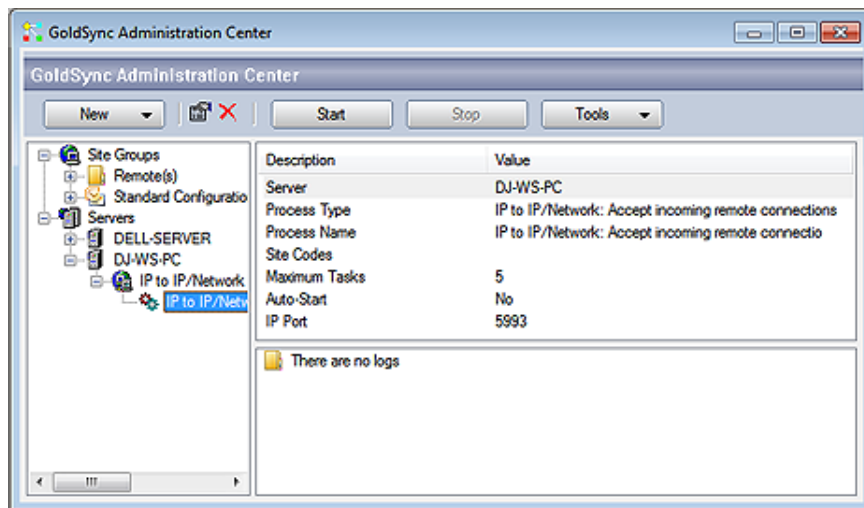 GoldSync Administration Center
GoldSync Administration Center
New Start Stop Tools
Site Groups
Remote(s)
Standard Configuratio
Servers
DELL-SERVER
DJ-WS-PC
IP to IP/Network
IP to IP/Netw
Description Value
Server DJ-WS-PC
Process Type IP to IP/Network: Accept incoming remote connections
Process Name IP to IP/Network: Accept incoming remote connectio
Site Codes
Maximum Tasks 5
Auto-Start No
IP Port 5993
There are no logs